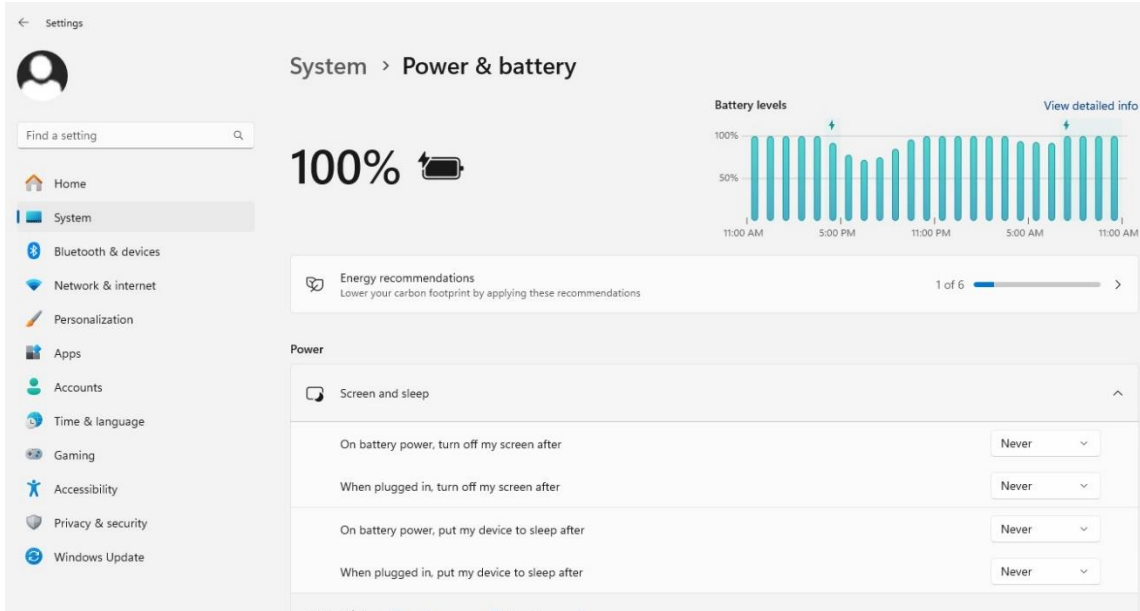 Settings
Find a setting
Home
System
Bluetooth & devices
Network & internet
Personalization
Apps
Accounts
Time & language
Gaming
Accessibility
Privacy & security
Windows Update
System > Power & battery
100%
Battery levels
View detailed info
100%
50%
11:00 AM 5:00 PM 11:00 PM 5:00 AM 11:00 AM
Energy recommendations
Lower your carbon footprint by applying these recommendations
1 of 6
Power
Screen and sleep
On battery power, turn off my screen after
Never
When plugged in, turn off my screen after
Never
On battery power, put my device to sleep after
Never
When plugged in, put my device to sleep after
Never